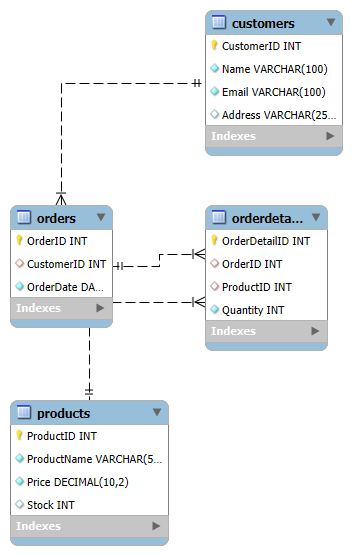 customers
CustomerID INT
Name VARCHAR(100)
Email VARCHAR(100)
Address VARCHAR(25...
Indexes
orders
OrderID INT
CustomerID INT
OrderDate DA...
Indexes
orderdeta...
OrderDetailID INT
OrderID INT
ProductID INT
Quantity INT
Indexes
products
ProductID INT
ProductName VARCHAR(5...
Price DECIMAL(10,2)
Stock INT
Indexes